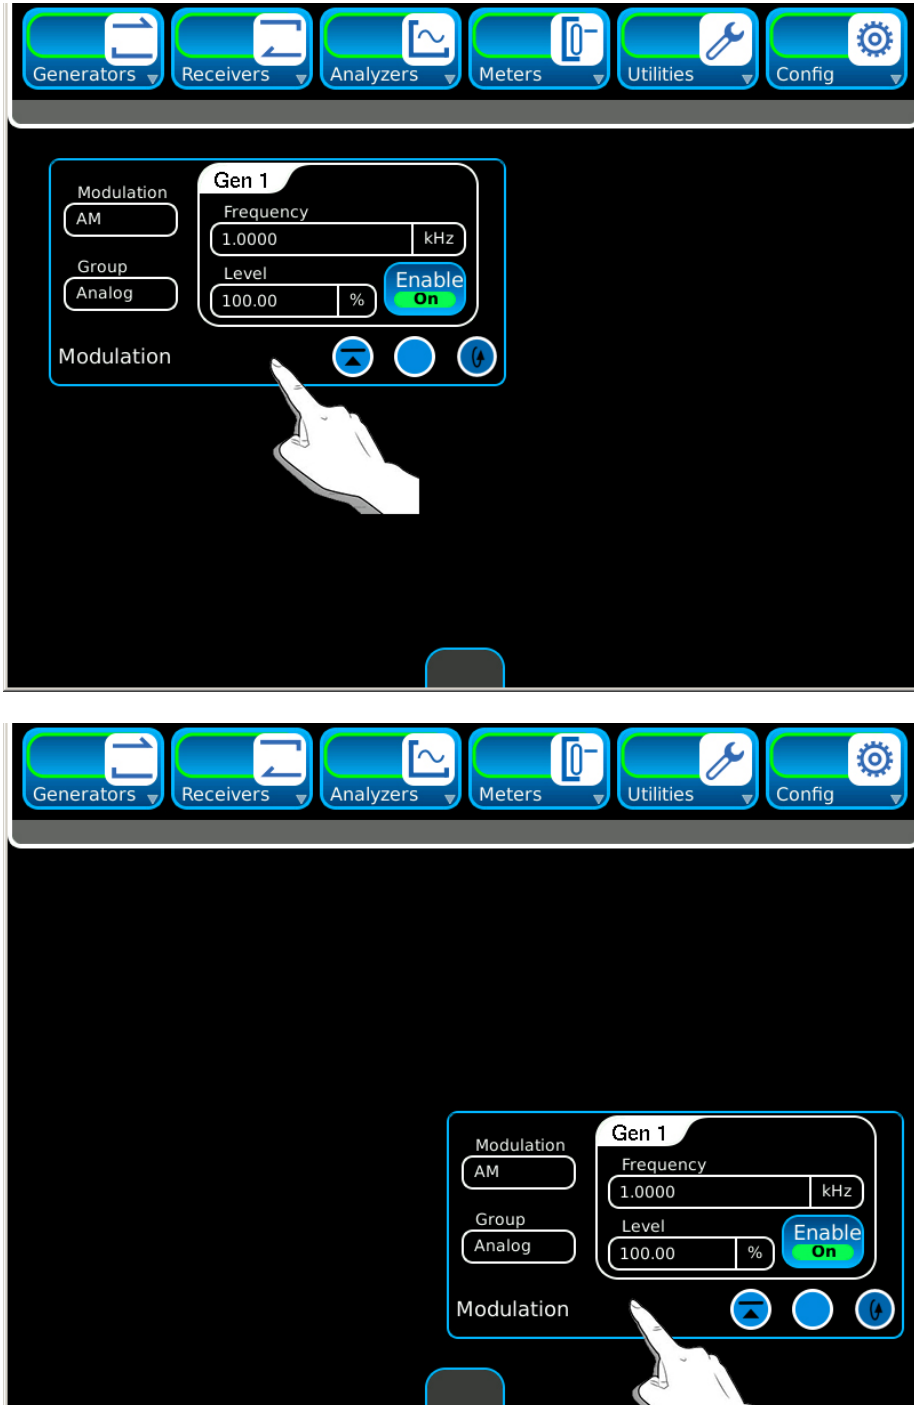 Generators Receivers Analyzers Meters Utilities Config
Gen 1
Modulation
AM
Frequency
1.0000 kHz
Group
Analog
Level
100.00 %
Enable
On
Modulation
Generators Receivers Analyzers Meters Utilities Config
Gen 1
Modulation
AM
Frequency
1.0000 kHz
Group
Analog
Level
100.00 %
Enable
On
Modulation